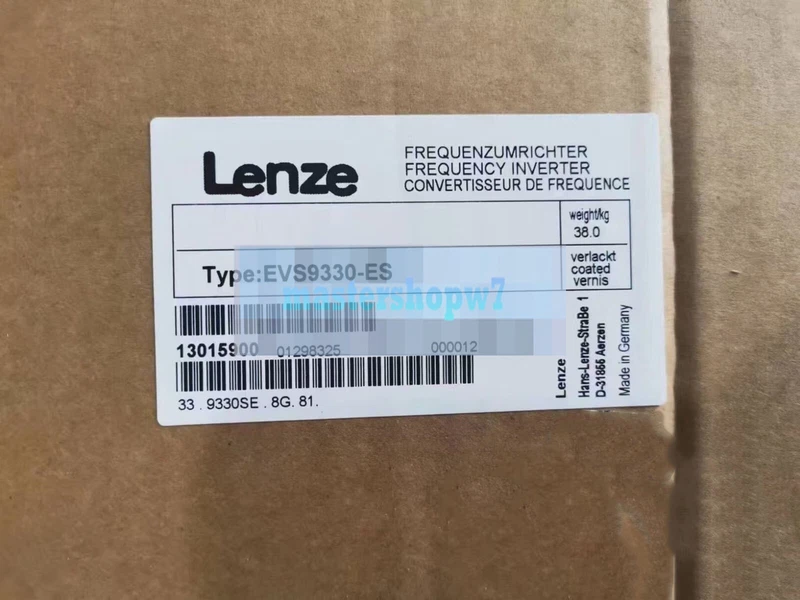 Lenze
FREQUENZUMRICHTER
FREQUENCY INVERTER
CONVERTISSEUR DE FREQUENCE
weight/kg
38.0
Type:EVS9330-ES
verlackt
coated
vernis
mastershopw7
13015900 01298325 000012
33 . 9330SE . 8G. 81.
Lenze
Hans-Lenze-Straße 1
D-31855 Aerzen
Made in Germany